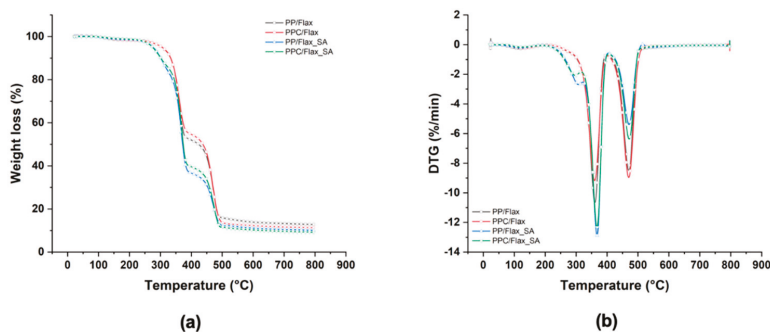 PP/Flax
PPC/Flax
PP/Flax_SA
PPC/Flax_SA
100
80
60
40
20
0
Weight loss (%)
0 100 200 300 400 500 600 700 800 900
Temperature (°C)
(a)
2
0
-2
-4
-6
-8
-10
-12
-14
DTG (%/min)
PP/Flax
PPC/Flax
PP/Flax_SA
PPC/Flax_SA
0 100 200 300 400 500 600 700 800 900
Temperature (°C)
(b)